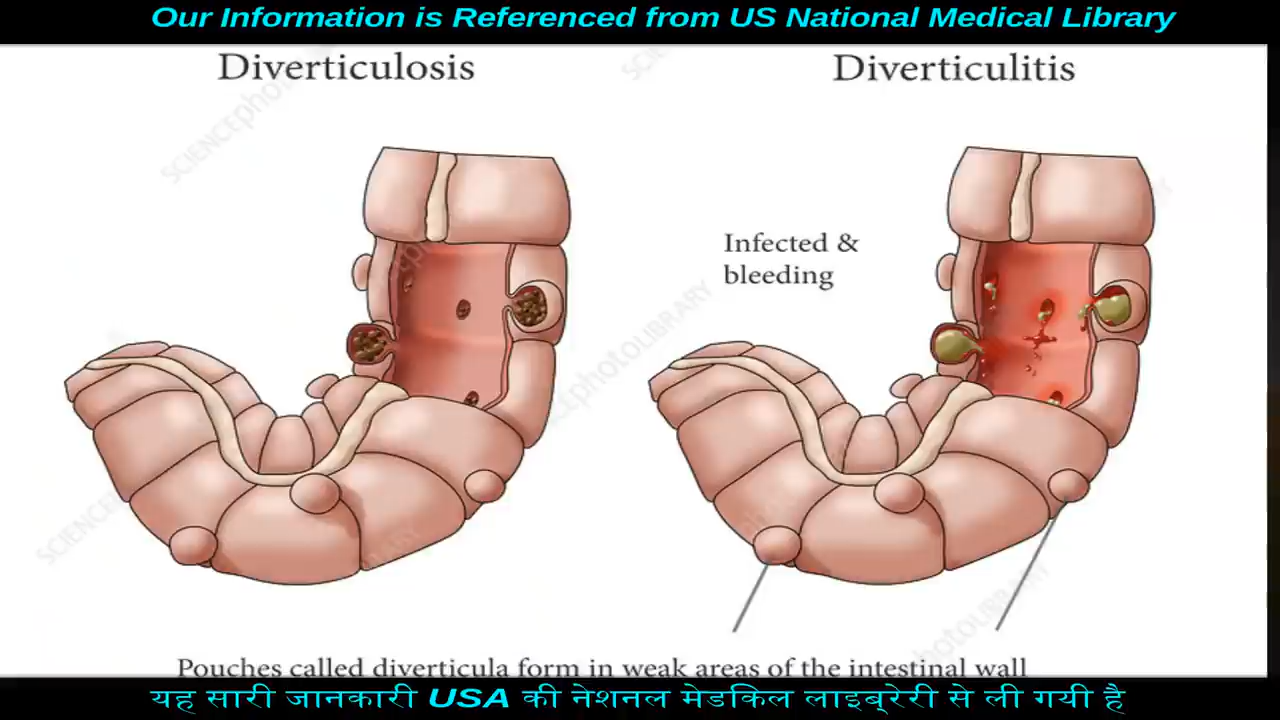 Our Information is Referenced from US National Medical Library
Diverticulosis
Diverticulitis
Infected &
bleeding
Pouches called diverticula form in weak areas of the intestinal wall
यह सारी जानकारी USA की नेशनल मेडकिल लाइब्रेरी से ली गयी है
SCIENCEphotoLIBRARY